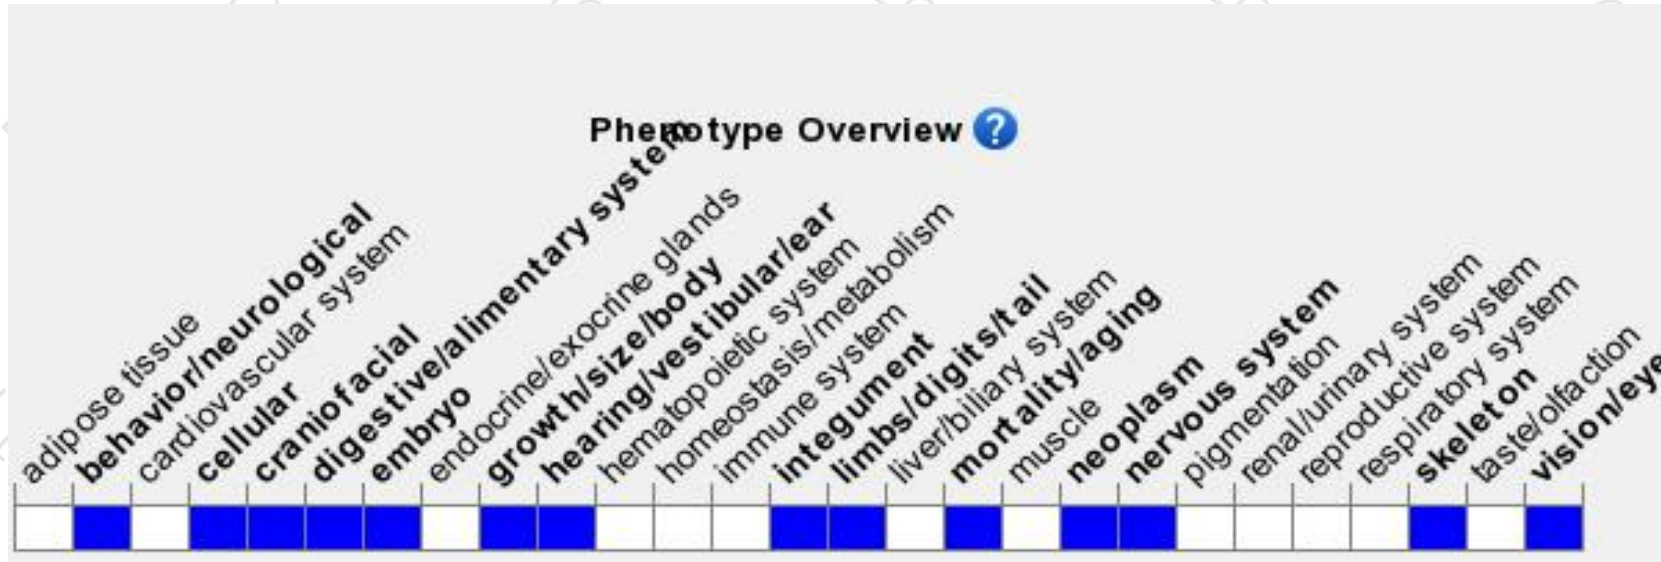 Phenotype Overview ?
adipose tissue
behavior/neurological
cardiovascular system
cellular
craniofacial
digestive/alimentary system
embryo
endocrine/exocrine glands
growth/size/body
hearing/vestibular/ear
hematopoietic system
homeostasis/metabolism
immune system
integument
limbs/digits/tail
liver/biliary system
mortality/aging
muscle
neoplasm
nervous system
pigmentation
renal/urinary system
reproductive system
respiratory system
skeleton
taste/olfaction
vision/eye